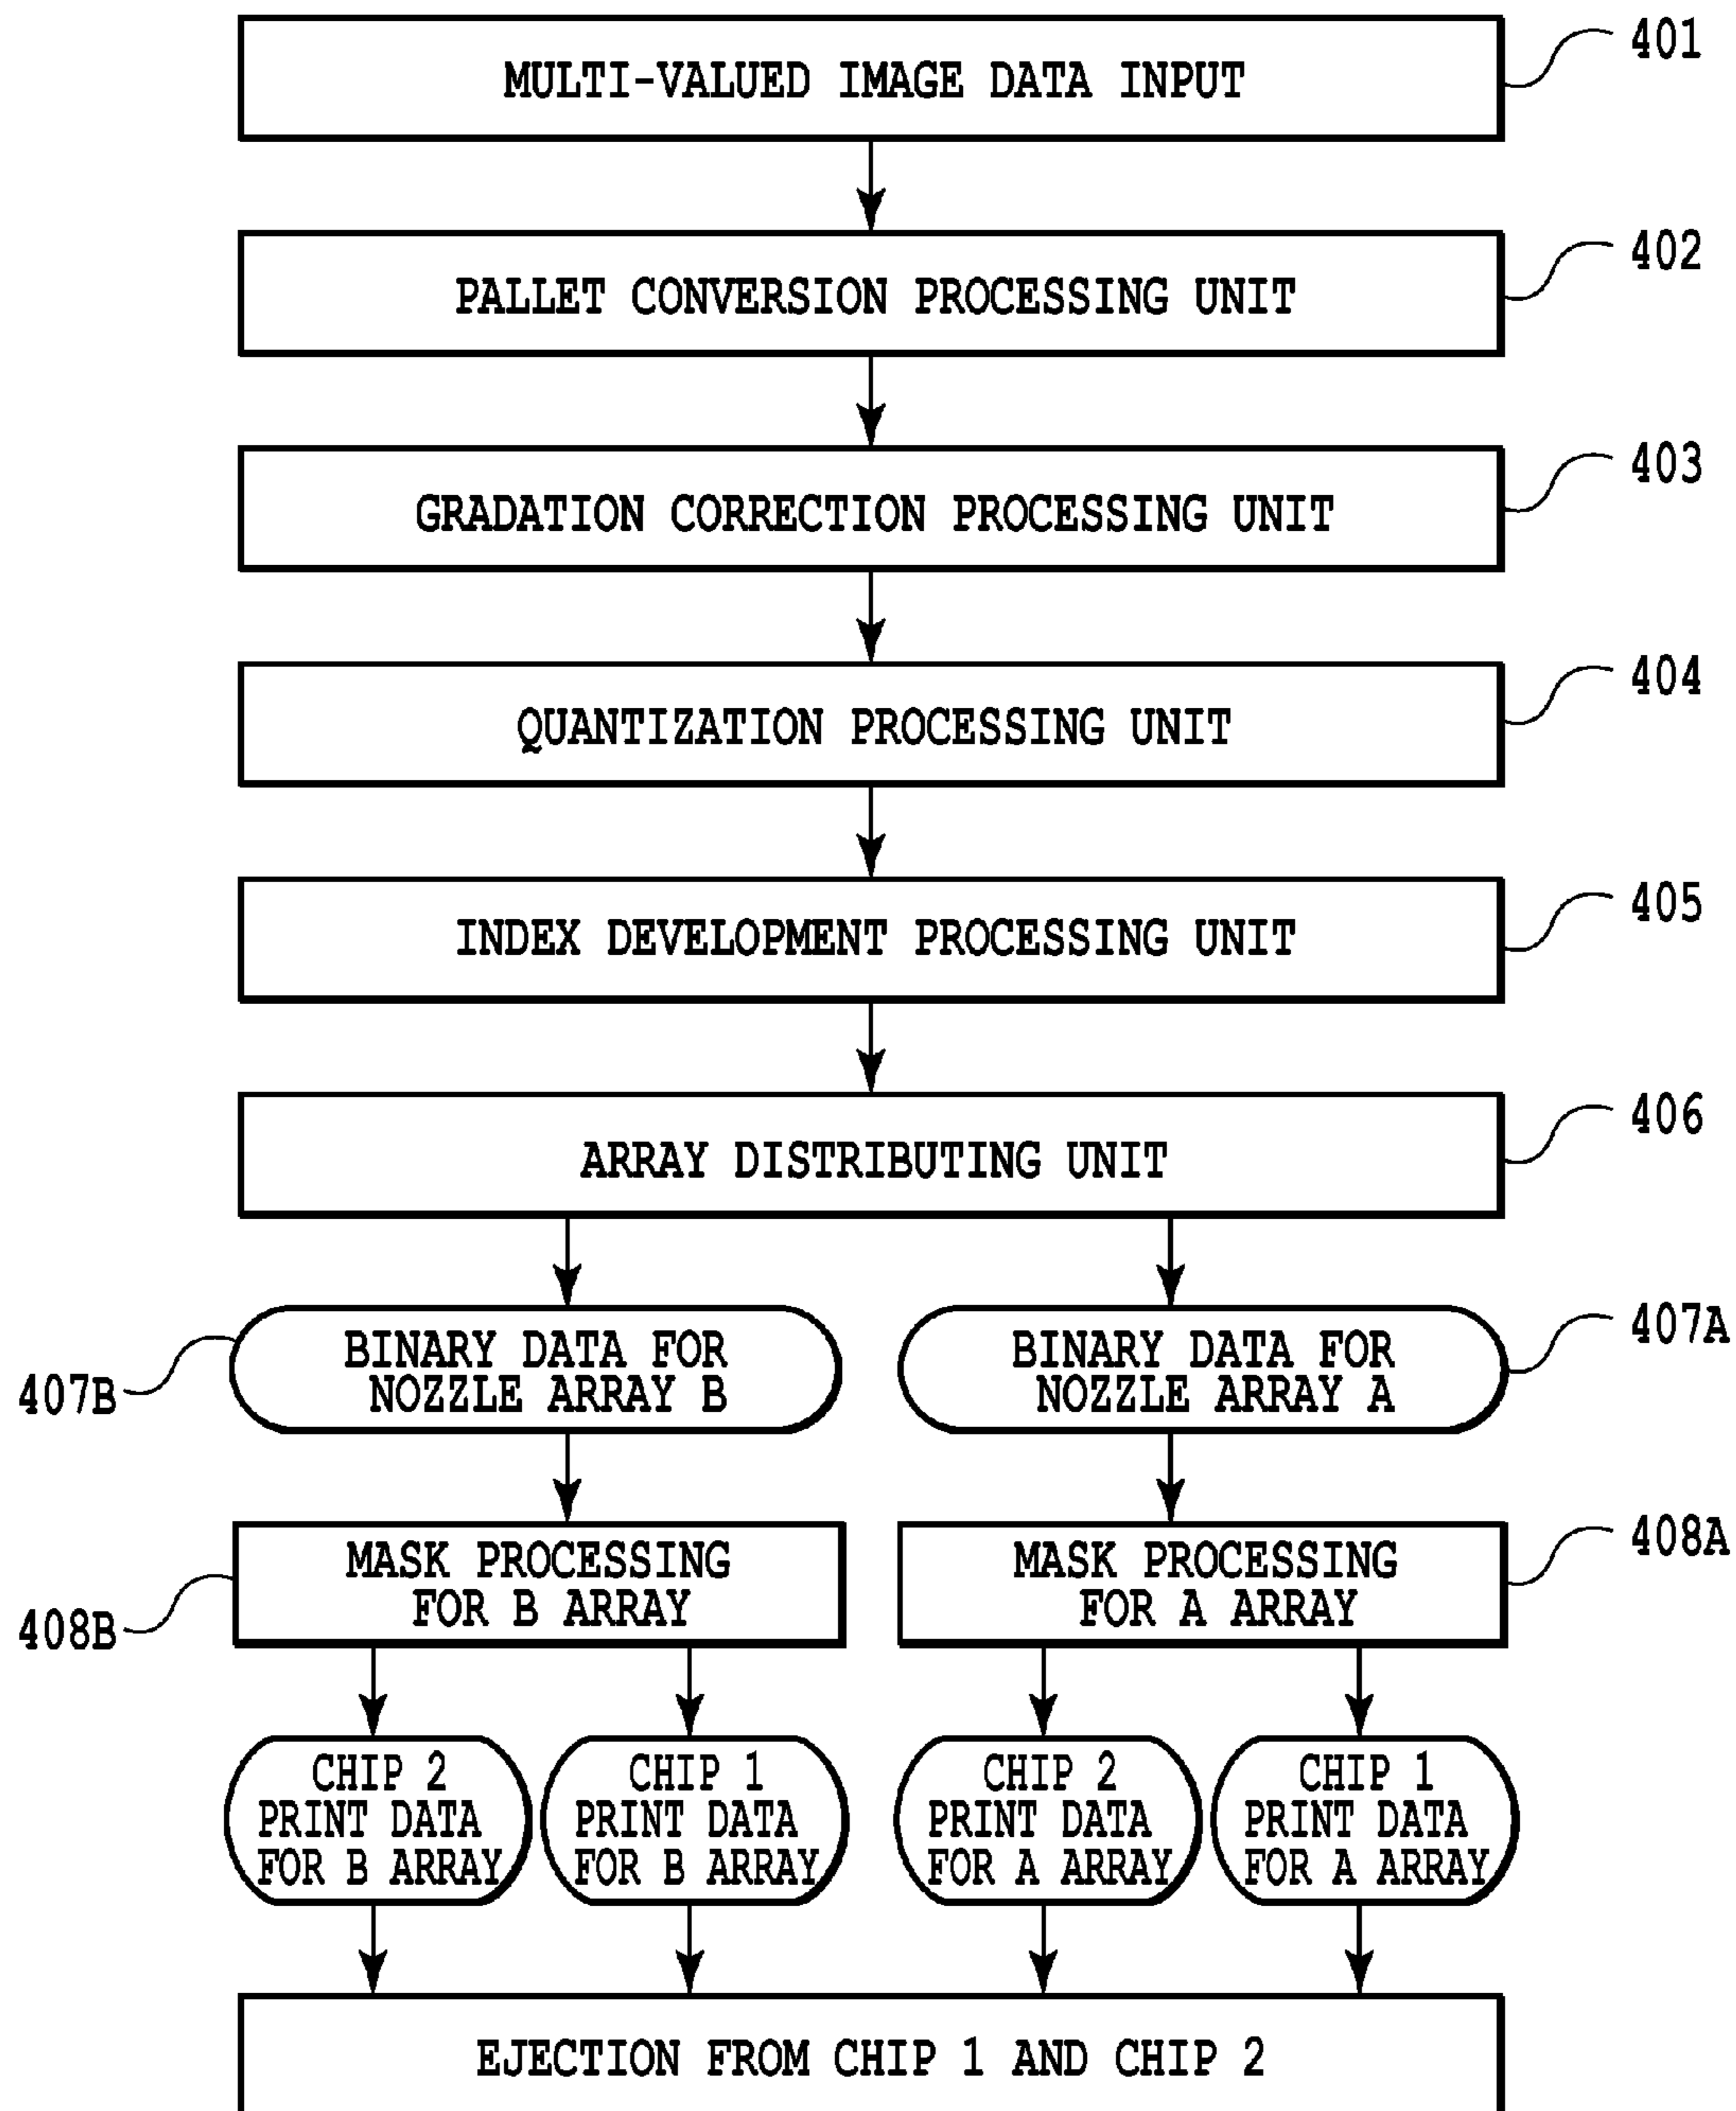 MULTI-VALUED IMAGE DATA INPUT
401
PALLET CONVERSION PROCESSING UNIT
402
GRADATION CORRECTION PROCESSING UNIT
403
QUANTIZATION PROCESSING UNIT
404
INDEX DEVELOPMENT PROCESSING UNIT
405
ARRAY DISTRIBUTING UNIT
406
407B
BINARY DATA FOR
NOZZLE ARRAY B
BINARY DATA FOR
NOZZLE ARRAY A
407A
408B
MASK PROCESSING
FOR B ARRAY
MASK PROCESSING
FOR A ARRAY
408A
CHIP 2
PRINT DATA
FOR B ARRAY
CHIP 1
PRINT DATA
FOR B ARRAY
CHIP 2
PRINT DATA
FOR A ARRAY
CHIP 1
PRINT DATA
FOR A ARRAY
EJECTION FROM CHIP 1 AND CHIP 2